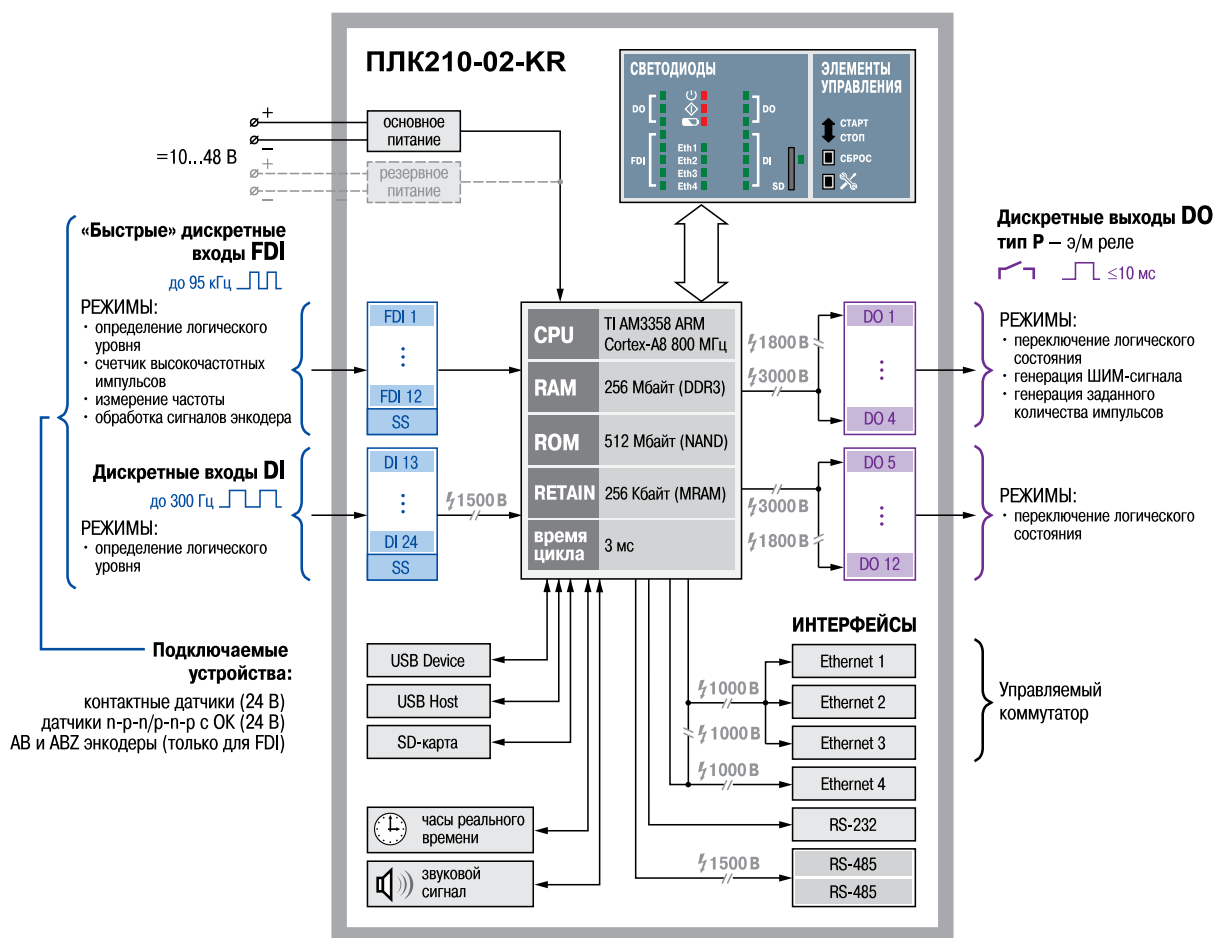 ПЛК210-02-KR
СВЕТОДИОДЫ
DO
DO
FDI
Eth1
Eth2
Eth3
Eth4
DI
SD
ЭЛЕМЕНТЫ
УПРАВЛЕНИЯ
СТАРТ
СТОП
СБРОС
+
–
=10...48 В
+
–
основное
питание
резервное
питание
«Быстрые» дискретные
входы FDI
до 95 кГц
РЕЖИМЫ:
· определение логического
уровня
· счетчик высокочастотных
импульсов
· измерение частоты
· обработка сигналов энкодера
Дискретные входы DI
до 300 Гц
РЕЖИМЫ:
· определение логического
уровня
Подключаемые
устройства:
контактные датчики (24 В)
датчики n-p-n/p-n-p с ОК (24 В)
АВ и ABZ энкодеры (только для FDI)
FDI 1
FDI 12
SS
DI 13
DI 24
SS
1500 В
CPU
TI AM3358 ARM
Cortex-A8 800 МГц
RAM
256 Мбайт (DDR3)
ROM
512 Мбайт (NAND)
RETAIN
256 Кбайт (MRAM)
время
цикла
3 мс
1800 В
3000 В
3000 В
1800 В
DO 1
DO 4
DO 5
DO 12
Дискретные выходы DO
тип Р – э/м реле
≤10 мс
РЕЖИМЫ:
· переключение логического
состояния
· генерация ШИМ-сигнала
· генерация заданного
количества импульсов
РЕЖИМЫ:
· переключение логического
состояния
USB Device
USB Host
SD-карта
часы реального
времени
звуковой
сигнал
ИНТЕРФЕЙСЫ
1000 В
1000 В
1000 В
1500 В
Ethernet 1
Ethernet 2
Ethernet 3
Ethernet 4
RS-232
RS-485
RS-485
Управляемый
коммутатор